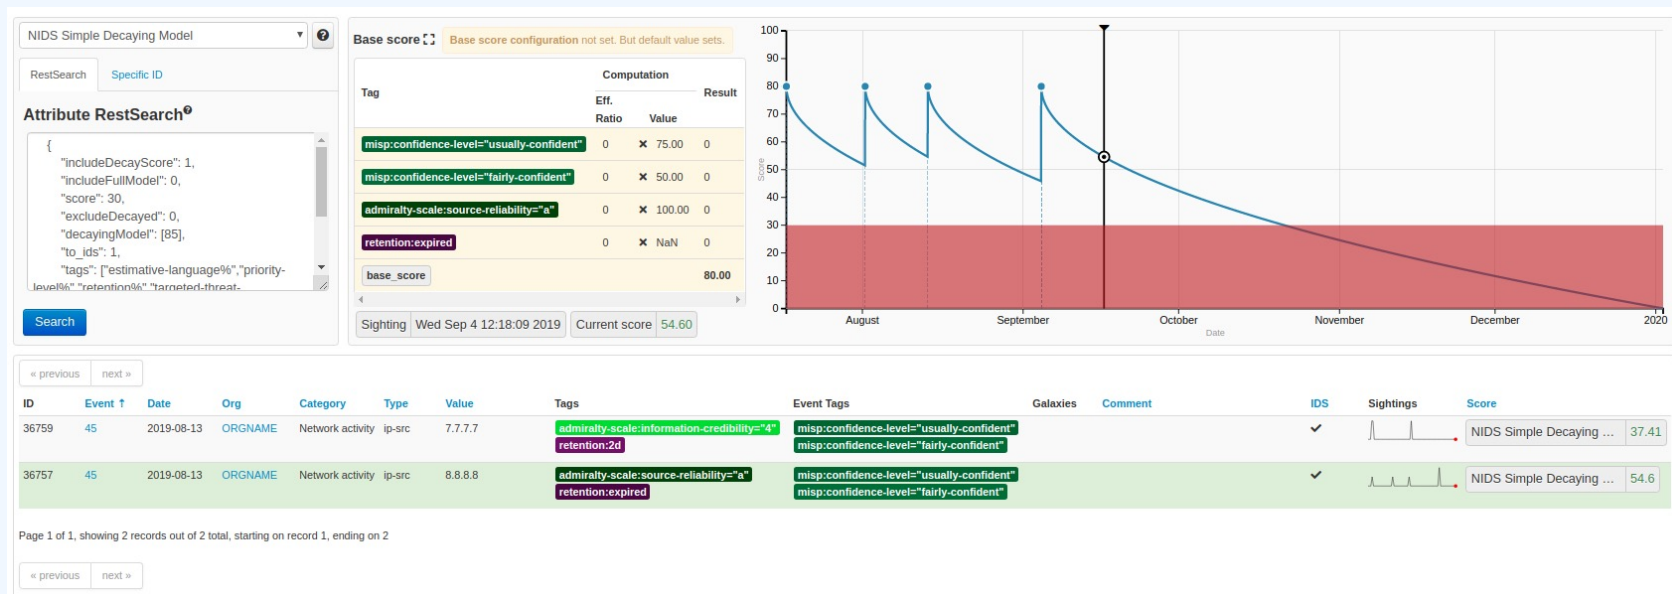 NIDS Simple Decaying Model
RestSearch Specific ID
Attribute RestSearch
{
"includeDecayScore": 1,
"includeFullModel": 0,
"score": 30,
"excludeDecayed": 0,
"decayingModel": [85],
"to_ids": 1,
"tags": ["estimative-language%","priority-
level%","retention%","targeted-threat-
Search
Base score Base score configuration not set. But default value sets.
Tag Computation Result
Eff. Ratio Value
misp:confidence-level="usually-confident" 0 × 75.00 0
misp:confidence-level="fairly-confident" 0 × 50.00 0
admiralty-scale:source-reliability="a" 0 × 100.00 0
retention:expired 0 × NaN 0
base_score 80.00
Sighting Wed Sep 4 12:18:09 2019 Current score 54.60
100
90
80
70
60
50
40
30
20
10
0
Score
August September October November December 2020
Date
« previous next »
ID Event ↑ Date Org Category Type Value Tags Event Tags Galaxies Comment IDS Sightings Score
36759 45 2019-08-13 ORGNAME Network activity ip-src 7.7.7.7 admiralty-scale:information-credibility="4" misp:confidence-level="usually-confident" ✔ NIDS Simple Decaying ... 37.41
retention:2d misp:confidence-level="fairly-confident"
36757 45 2019-08-13 ORGNAME Network activity ip-src 8.8.8.8 admiralty-scale:source-reliability="a" misp:confidence-level="usually-confident" ✔ NIDS Simple Decaying ... 54.6
retention:expired misp:confidence-level="fairly-confident"
Page 1 of 1, showing 2 records out of 2 total, starting on record 1, ending on 2
« previous next »